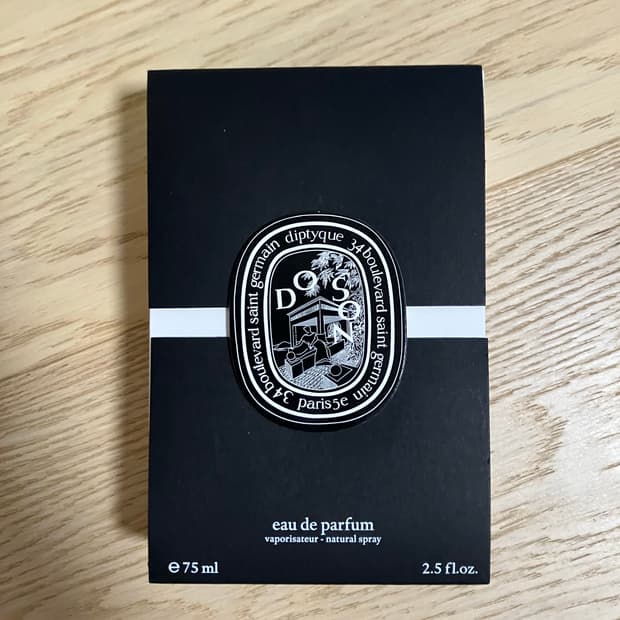 34 boulevard saint germain diptyque 34 boulevard saint germain paris 5e
DO SON
eau de parfum
vaporisateur - natural spray
e 75 ml
2.5 fl.oz.